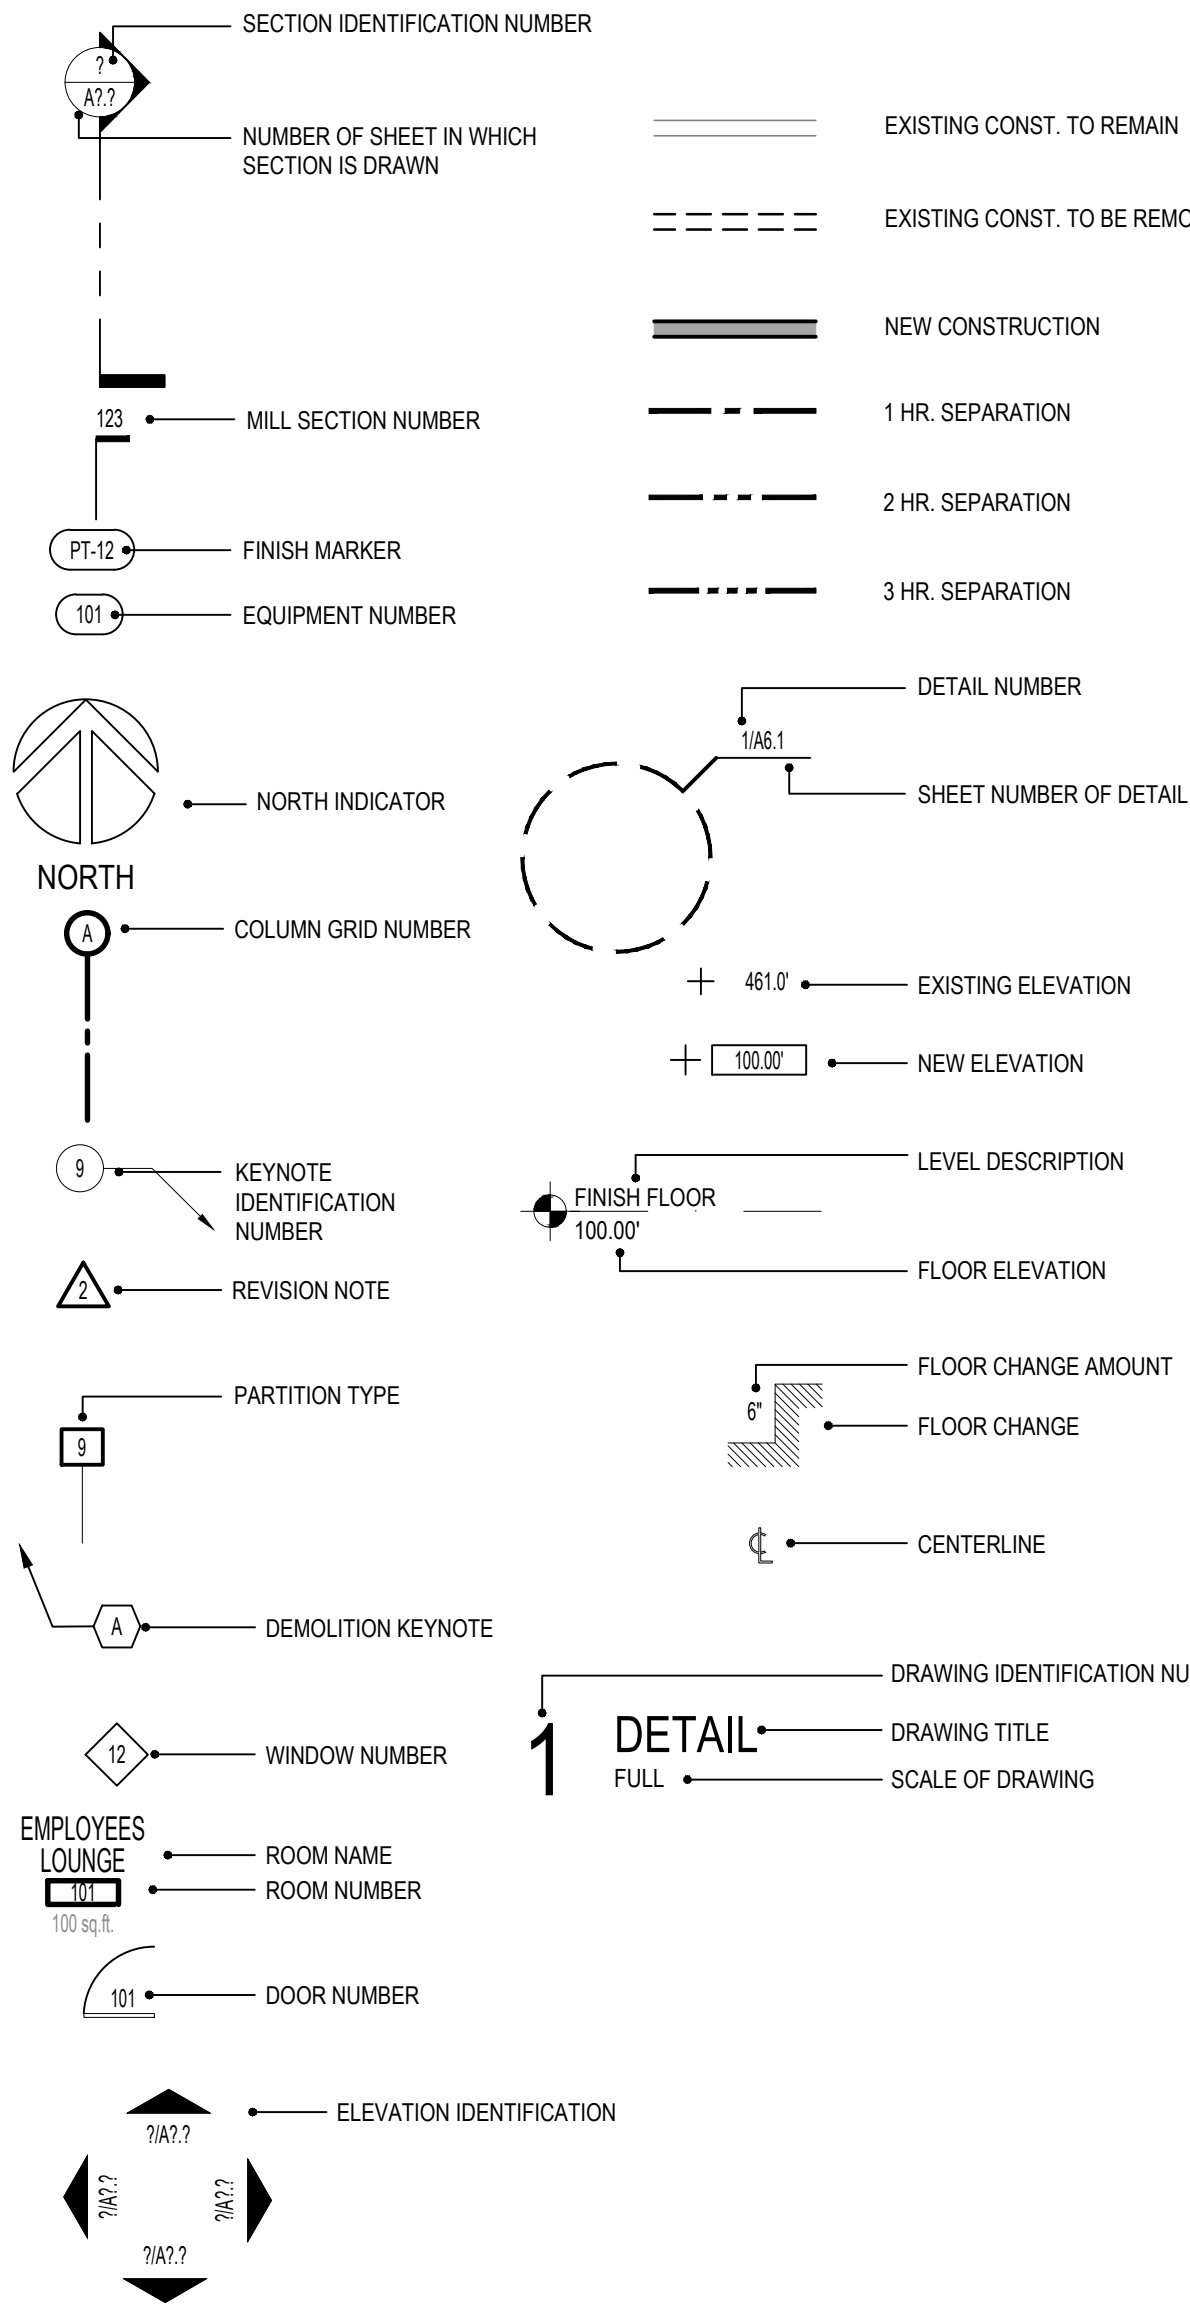 SECTION IDENTIFICATION NUMBER
?
A?.?
NUMBER OF SHEET IN WHICH
SECTION IS DRAWN
123
MILL SECTION NUMBER
PT-12
FINISH MARKER
101
EQUIPMENT NUMBER
NORTH INDICATOR
NORTH
A
COLUMN GRID NUMBER
9
KEYNOTE
IDENTIFICATION
NUMBER
2
REVISION NOTE
PARTITION TYPE
9
A
DEMOLITION KEYNOTE
12
WINDOW NUMBER
EMPLOYEES
LOUNGE
ROOM NAME
101
ROOM NUMBER
100 sq.ft.
101
DOOR NUMBER
ELEVATION IDENTIFICATION
?/A?.?
?/A?.?
?/A?.?
?/A?.?
EXISTING CONST. TO REMAIN
EXISTING CONST. TO BE REMO
NEW CONSTRUCTION
1 HR. SEPARATION
2 HR. SEPARATION
3 HR. SEPARATION
DETAIL NUMBER
1/A6.1
SHEET NUMBER OF DETAIL
461.0'
EXISTING ELEVATION
100.00'
NEW ELEVATION
LEVEL DESCRIPTION
FINISH FLOOR
100.00'
FLOOR ELEVATION
FLOOR CHANGE AMOUNT
6"
FLOOR CHANGE
℄
CENTERLINE
DRAWING IDENTIFICATION NU
1
DETAIL
DRAWING TITLE
FULL
SCALE OF DRAWING